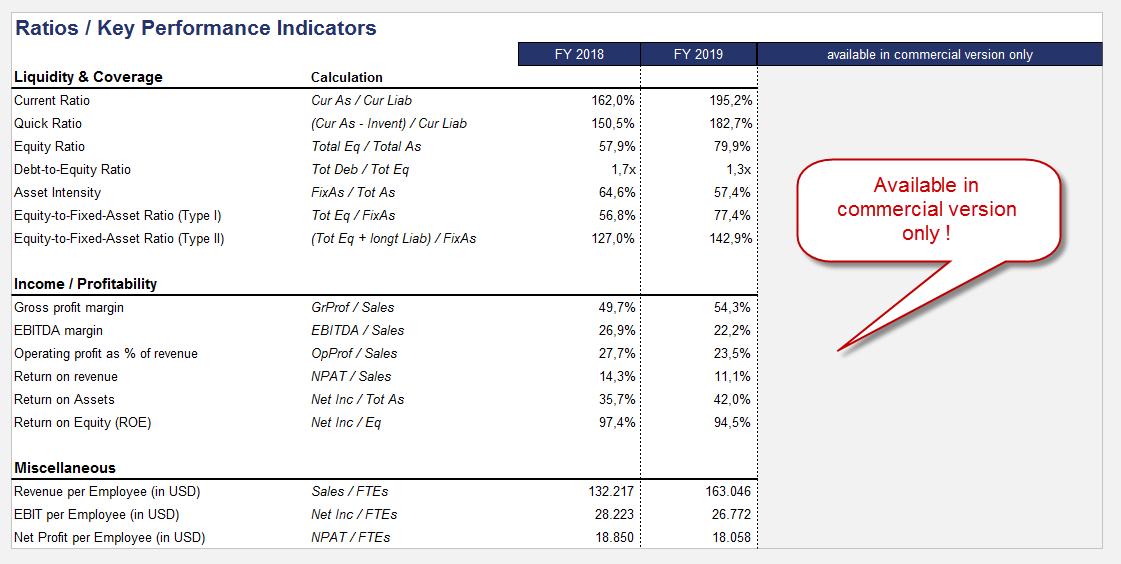 Ratios / Key Performance Indicators
FY 2018 FY 2019 available in commercial version only
Liquidity & Coverage Calculation
Current Ratio Cur As / Cur Liab 162,0% 195,2%
Quick Ratio (Cur As - Invent) / Cur Liab 150,5% 182,7%
Equity Ratio Total Eq / Total As 57,9% 79,9%
Debt-to-Equity Ratio Tot Deb / Tot Eq 1,7x 1,3x
Asset Intensity FixAs / Tot As 64,6% 57,4%
Equity-to-Fixed-Asset Ratio (Type I) Tot Eq / FixAs 56,8% 77,4%
Equity-to-Fixed-Asset Ratio (Type II) (Tot Eq + longt Liab) / FixAs 127,0% 142,9%
Available in
commercial version
only !
Income / Profitability
Gross profit margin GrProf / Sales 49,7% 54,3%
EBITDA margin EBITDA / Sales 26,9% 22,2%
Operating profit as % of revenue OpProf / Sales 27,7% 23,5%
Return on revenue NPAT / Sales 14,3% 11,1%
Return on Assets Net Inc / Tot As 35,7% 42,0%
Return on Equity (ROE) Net Inc / Eq 97,4% 94,5%
Miscellaneous
Revenue per Employee (in USD) Sales / FTEs 132.217 163.046
EBIT per Employee (in USD) Net Inc / FTEs 28.223 26.772
Net Profit per Employee (in USD) NPAT / FTEs 18.850 18.058